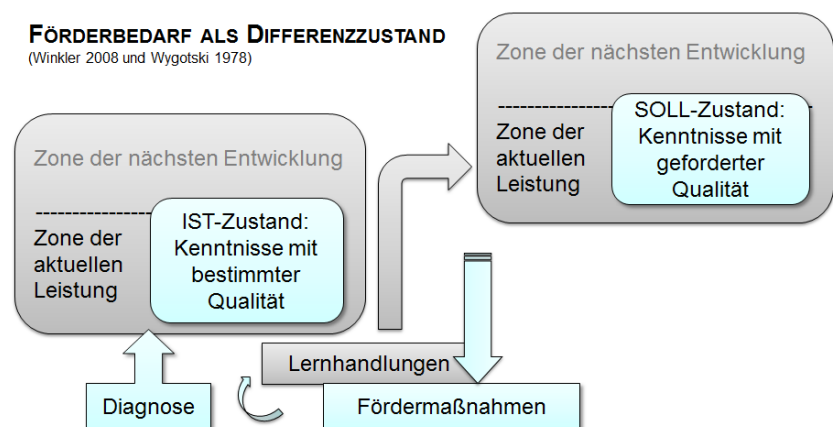 FÖRDERBEDARF ALS DIFFERENZZUSTAND
(Winkler 2008 und Wygotski 1978)
Zone der nächsten Entwicklung
Zone der
aktuellen
Leistung
IST-Zustand:
Kenntnisse mit
bestimmter
Qualität
Zone der nächsten Entwicklung
Zone der
aktuellen
Leistung
SOLL-Zustand:
Kenntnisse mit
geforderter
Qualität
Lernhandlungen
Diagnose
Fördermaßnahmen